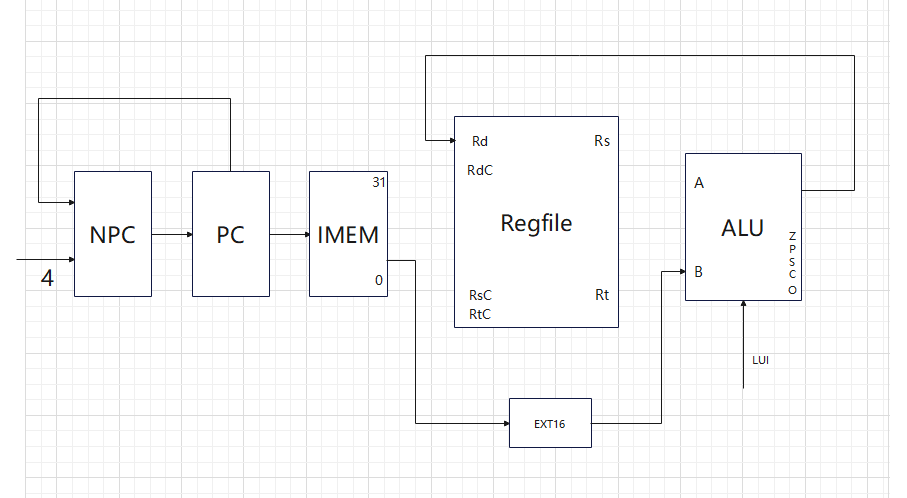 NPC
4
PC
31
IMEM
0
Rd
Rs
RdC
Regfile
RsC
Rt
RtC
A
ALU
B
Z
P
S
C
O
LUI
EXT16